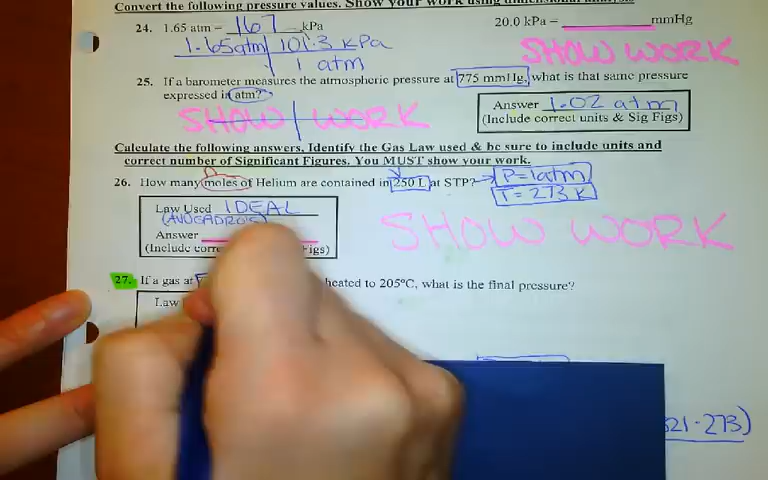 Convert the following pressure values. Show your work using dimensional analysis
24. 1.65 atm = 167 kPa
20.0 kPa = mmHg
1.65 atm 101.3 kPa
1 atm
SHOW WORK
25. If a barometer measures the atmospheric pressure at 775 mmHg, what is that same pressure
expressed in atm?
SHOW WORK
Answer 1.02 atm
(Include correct units & Sig Figs)
Calculate the following answers, Identify the Gas Law used & be sure to include units and
correct number of Significant Figures. You MUST show your work.
26. How many moles of Helium are contained in 250 L at STP?
n V
P=1atm
T=273 K
Law Used IDEAL
(AVOGADROS)
Answer
(Include Figs)
SHOW WORK
27. If a gas at heated to 205°C, what is the final pressure?
Law
-273)